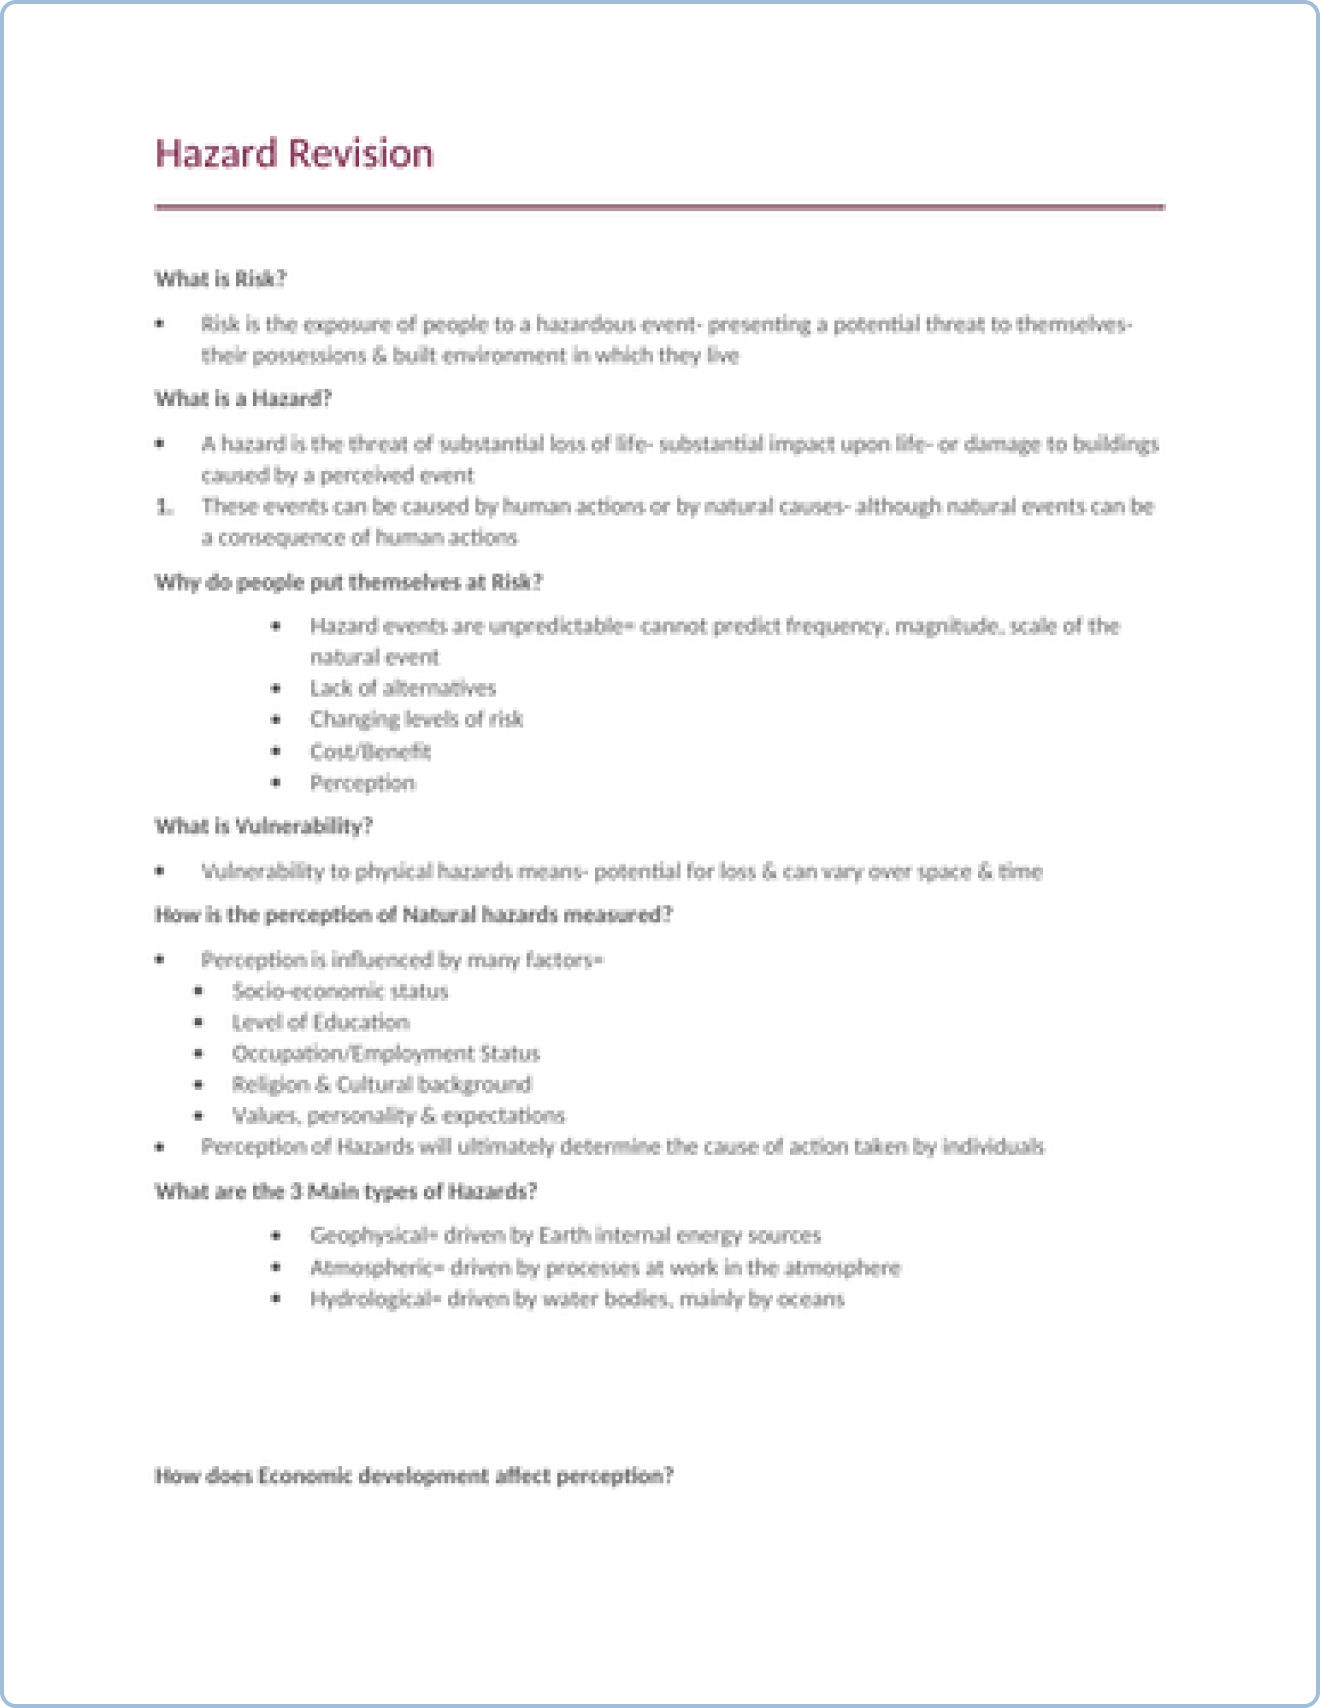 Hazard Revision
What is Risk?
• Risk is the exposure of people to a hazardous event- presenting a potential threat to themselves-
their possessions & built environment in which they live
What is a Hazard?
• A hazard is the threat of substantial loss of life- substantial impact upon life- or damage to buildings
caused by a perceived event
1. These events can be caused by human actions or by natural causes- although natural events can be
a consequence of human actions
Why do people put themselves at Risk?
• Hazard events are unpredictable= cannot predict frequency, magnitude, scale of the
natural event
• Lack of alternatives
• Changing levels of risk
• Cost/Benefit
• Perception
What is Vulnerability?
• Vulnerability to physical hazards means- potential for loss & can vary over space & time
How is the perception of Natural hazards measured?
• Perception is influenced by many factors=
• Socio-economic status
• Level of Education
• Occupation/Employment Status
• Religion & Cultural background
• Values, personality & expectations
• Perception of Hazards will ultimately determine the cause of action taken by individuals
What are the 3 Main types of Hazards?
• Geophysical= driven by Earth internal energy sources
• Atmospheric= driven by processes at work in the atmosphere
• Hydrological= driven by water bodies, mainly by oceans
How does Economic development affect perception?